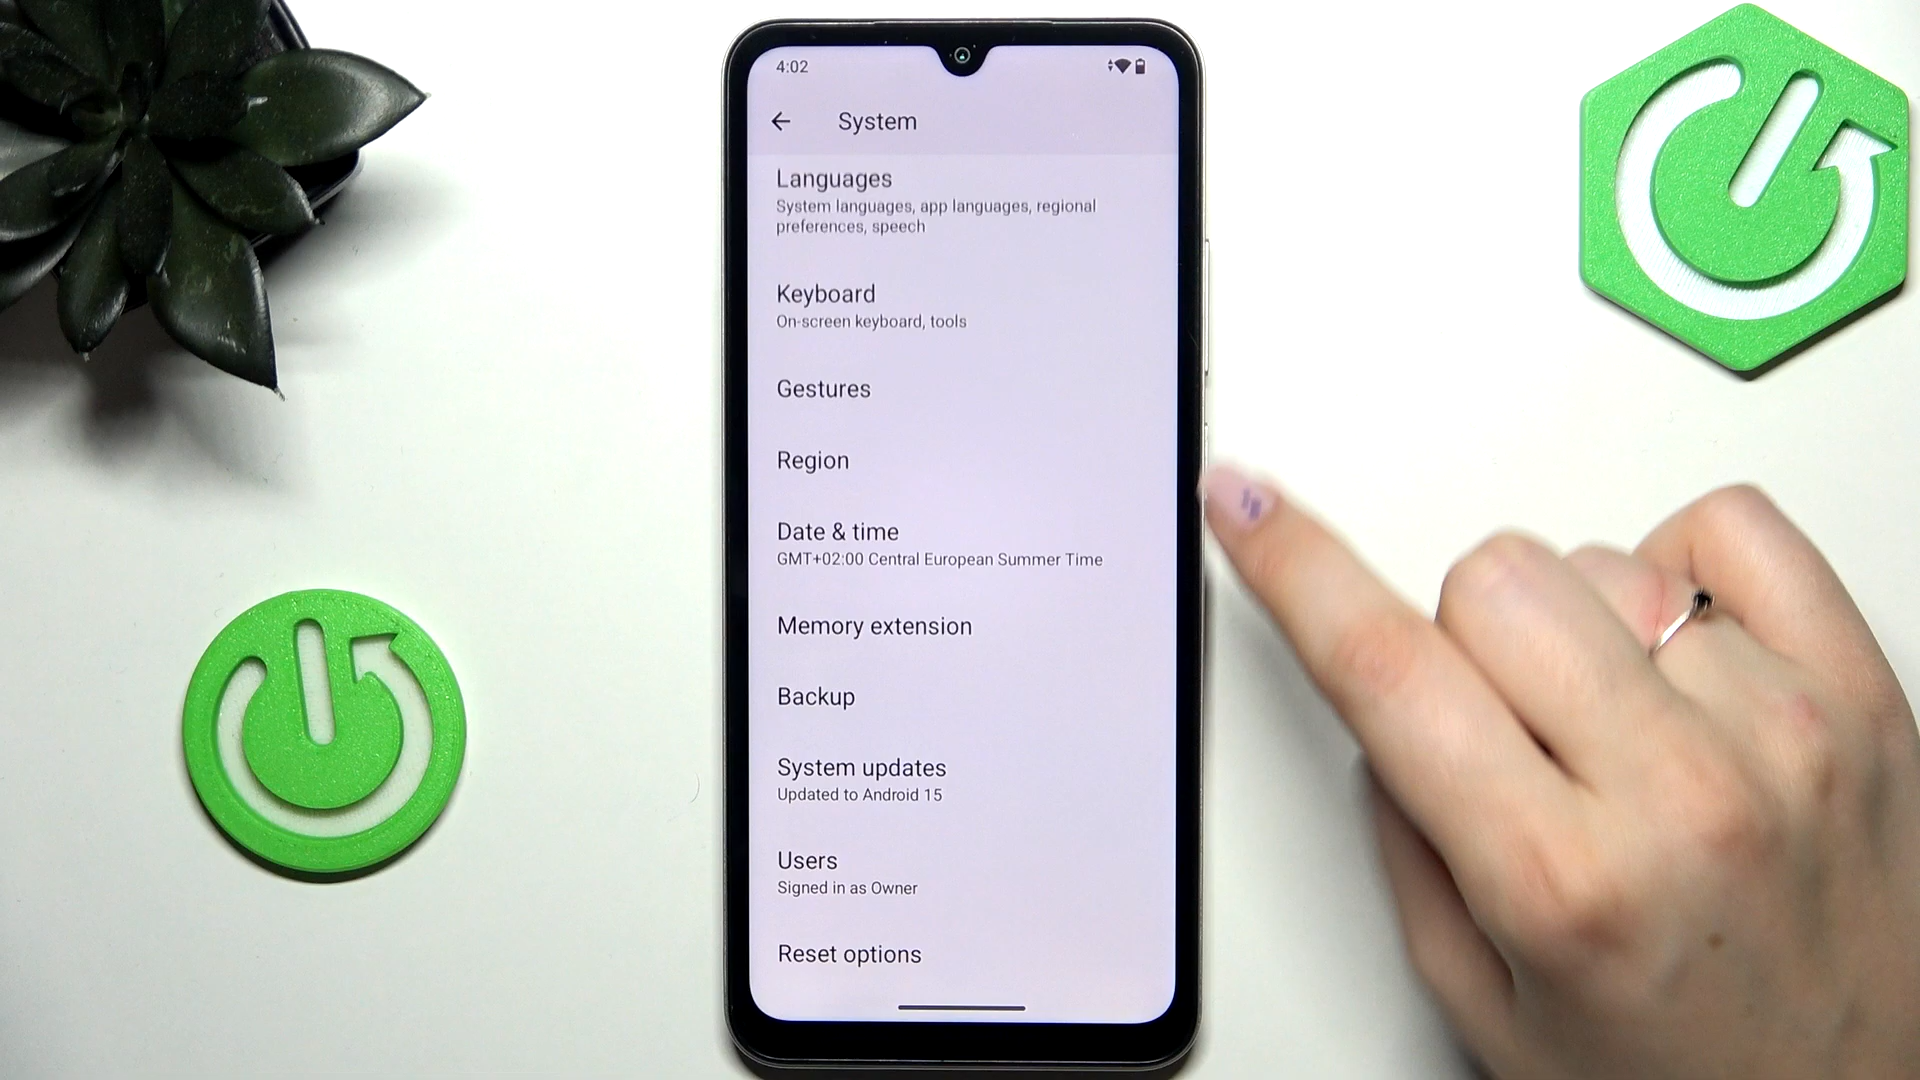 4:02
System
Languages
System languages, app languages, regional
preferences, speech
Keyboard
On-screen keyboard, tools
Gestures
Region
Date & time
GMT+02:00 Central European Summer Time
Memory extension
Backup
System updates
Updated to Android 15
Users
Signed in as Owner
Reset options